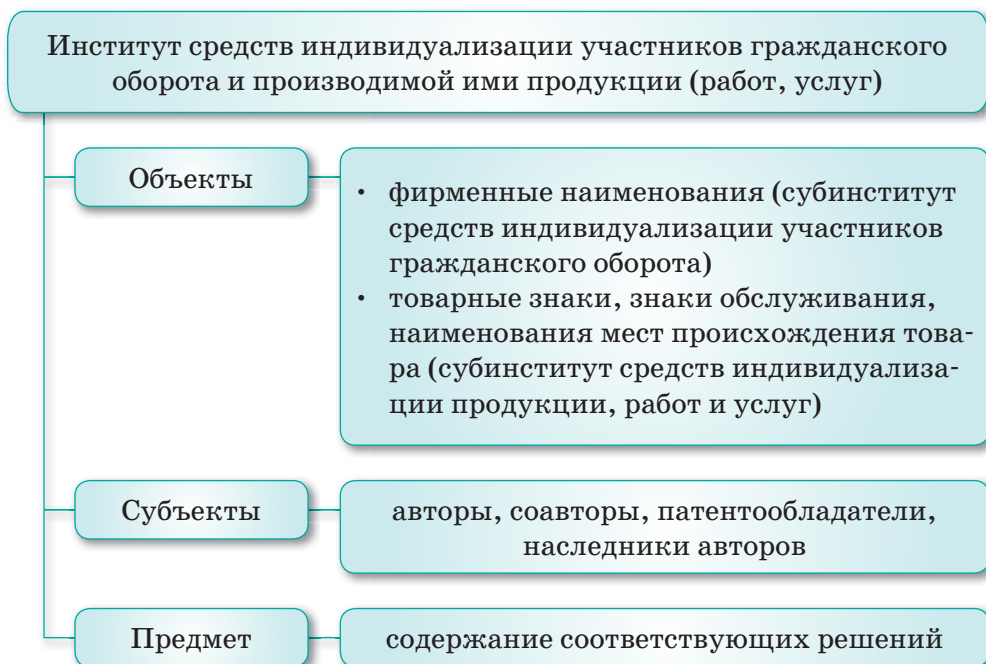 Институт средств индивидуализации участников гражданского
оборота и производимой ими продукции (работ, услуг)
Объекты
• фирменные наименования (субинститут
средств индивидуализации участников
гражданского оборота)
• товарные знаки, знаки обслуживания,
наименования мест происхождения това-
ра (субинститут средств индивидуализа-
ции продукции, работ и услуг)
Субъекты
авторы, соавторы, патентообладатели,
наследники авторов
Предмет
содержание соответствующих решений